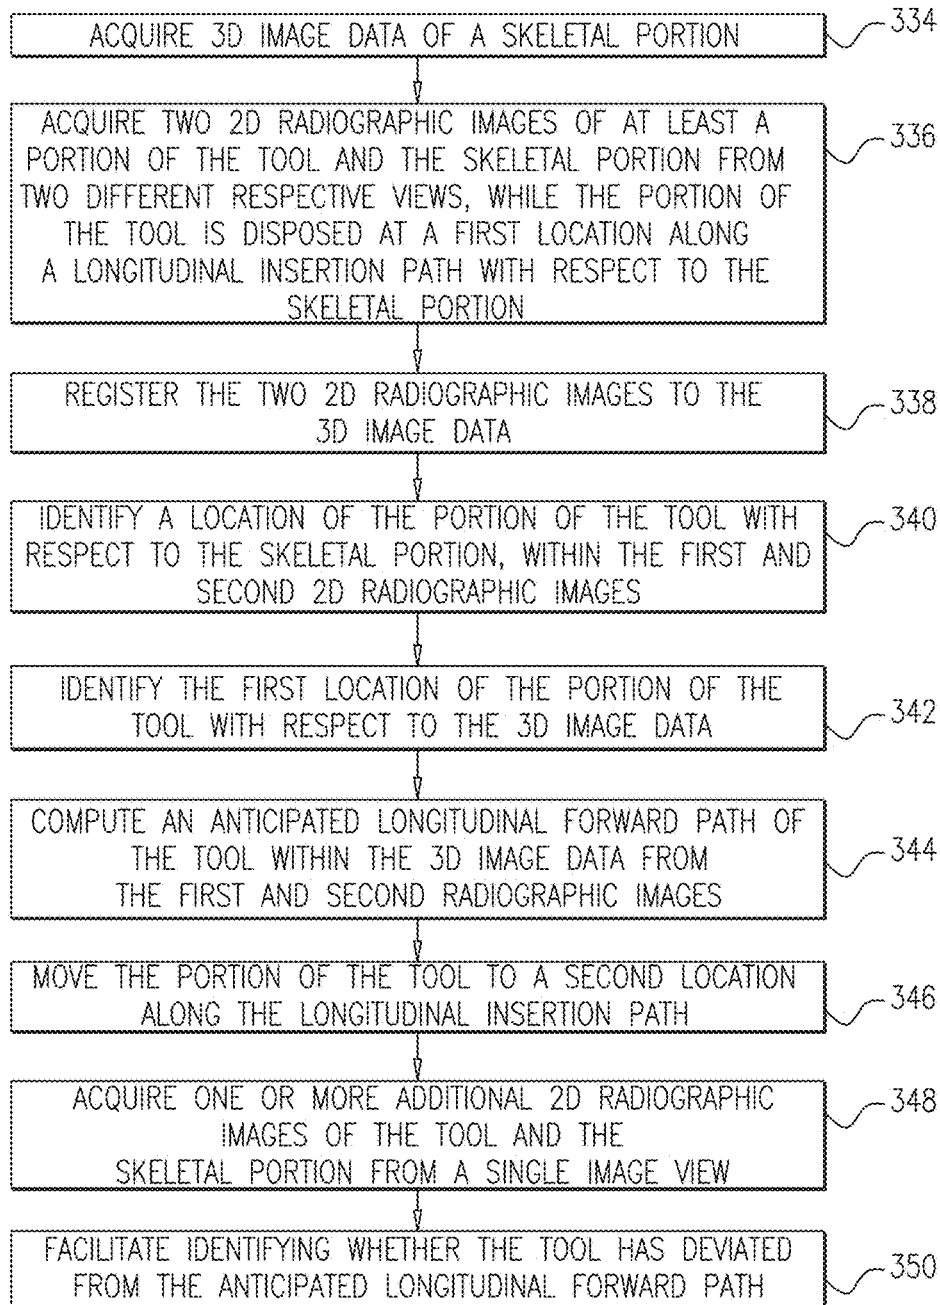 ACQUIRE 3D IMAGE DATA OF A SKELETAL PORTION
334
ACQUIRE TWO 2D RADIOGRAPHIC IMAGES OF AT LEAST A
PORTION OF THE TOOL AND THE SKELETAL PORTION FROM
TWO DIFFERENT RESPECTIVE VIEWS, WHILE THE PORTION OF
THE TOOL IS DISPOSED AT A FIRST LOCATION ALONG
A LONGITUDINAL INSERTION PATH WITH RESPECT TO THE
SKELETAL PORTION
336
REGISTER THE TWO 2D RADIOGRAPHIC IMAGES TO THE
3D IMAGE DATA
338
IDENTIFY A LOCATION OF THE PORTION OF THE TOOL WITH
RESPECT TO THE SKELETAL PORTION, WITHIN THE FIRST AND
SECOND 2D RADIOGRAPHIC IMAGES
340
IDENTIFY THE FIRST LOCATION OF THE PORTION OF THE
TOOL WITH RESPECT TO THE 3D IMAGE DATA
342
COMPUTE AN ANTICIPATED LONGITUDINAL FORWARD PATH OF
THE TOOL WITHIN THE 3D IMAGE DATA FROM
THE FIRST AND SECOND RADIOGRAPHIC IMAGES
344
MOVE THE PORTION OF THE TOOL TO A SECOND LOCATION
ALONG THE LONGITUDINAL INSERTION PATH
346
ACQUIRE ONE OR MORE ADDITIONAL 2D RADIOGRAPHIC
IMAGES OF THE TOOL AND THE
SKELETAL PORTION FROM A SINGLE IMAGE VIEW
348
FACILITATE IDENTIFYING WHETHER THE TOOL HAS DEVIATED
FROM THE ANTICIPATED LONGITUDINAL FORWARD PATH
350